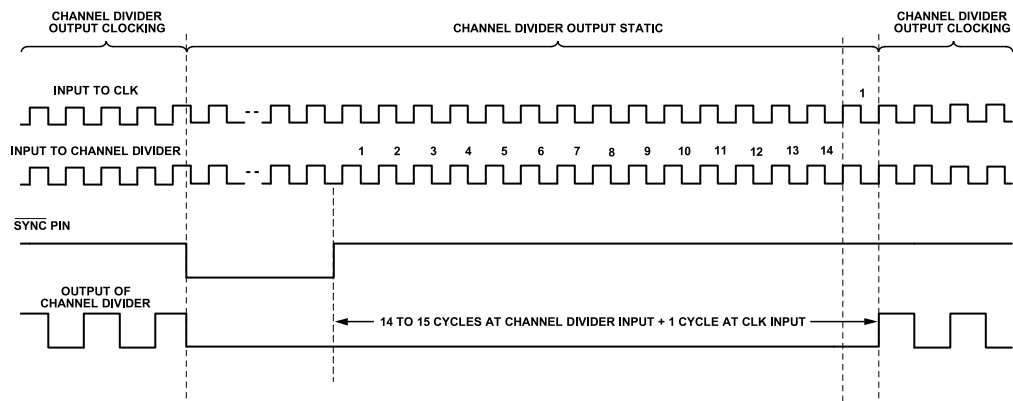 CHANNEL DIVIDER
OUTPUT CLOCKING
CHANNEL DIVIDER OUTPUT STATIC
CHANNEL DIVIDER
OUTPUT CLOCKING
INPUT TO CLK
1
INPUT TO CHANNEL DIVIDER
1 2 3 4 5 6 7 8 9 10 11 12 13 14
SYNC PIN
OUTPUT OF
CHANNEL DIVIDER
14 TO 15 CYCLES AT CHANNEL DIVIDER INPUT + 1 CYCLE AT CLK INPUT